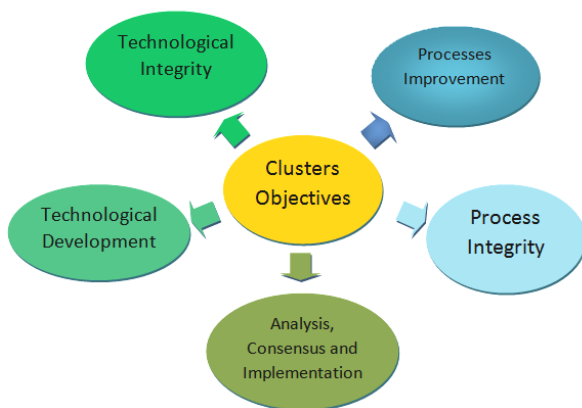 Technological
Integrity
Processes
Improvement
Clusters
Objectives
Technological
Development
Process
Integrity
Analysis,
Consensus and
Implementation